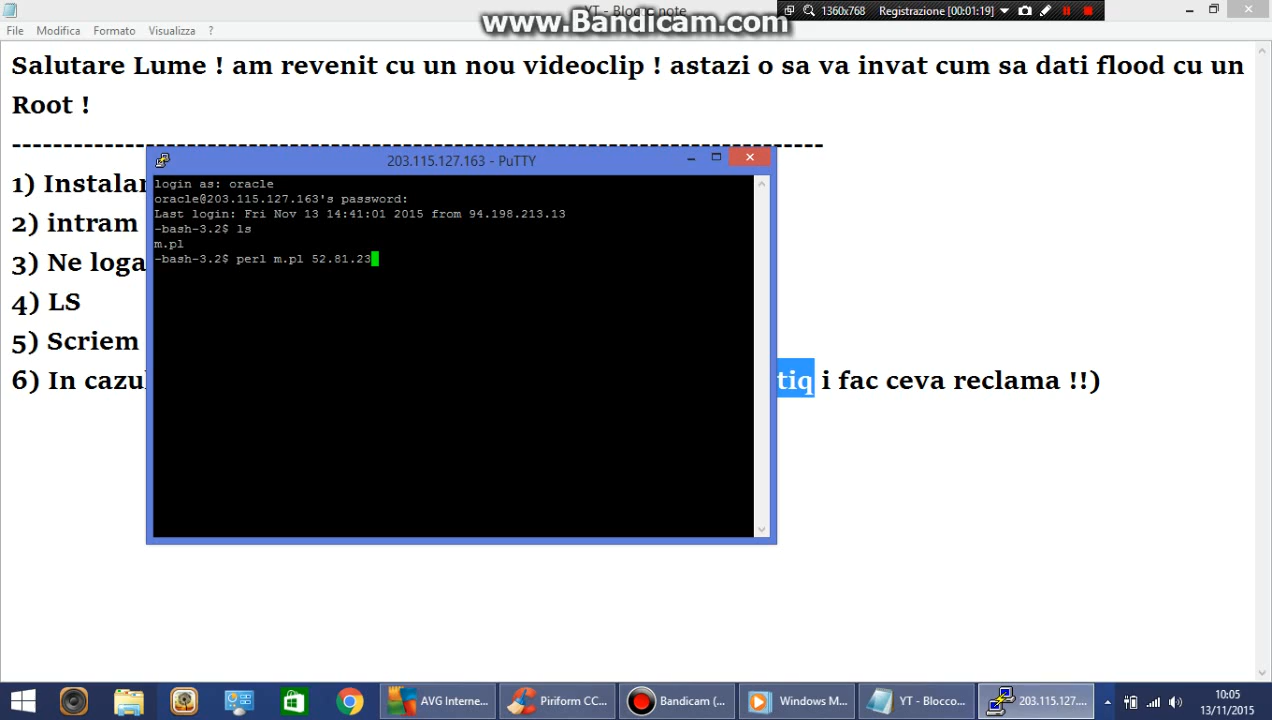 YT - Blocco note
www.Bandicam.com
1360x768
Registrazione [00:01:19]
File Modifica Formato Visualizza ?
Salutare Lume ! am revenit cu un nou videoclip ! astazi o sa va invat cum sa dati flood cu un
Root !
--------------------------------------------------------------------------------
1) Instalar
2) intram
3) Ne loga
4) LS
5) Scriem
6) In cazul
tiq i fac ceva reclama !!)
203.115.127.163 - PuTTY
login as: oracle
oracle@203.115.127.163's password:
Last login: Fri Nov 13 14:41:01 2015 from 94.198.213.13
-bash-3.2$ ls
m.pl
-bash-3.2$ perl m.pl 52.81.23
AVG Interne...
Piriform CC...
Bandicam (...
Windows M...
YT - Blocco...
203.115.127....
10:05
13/11/2015